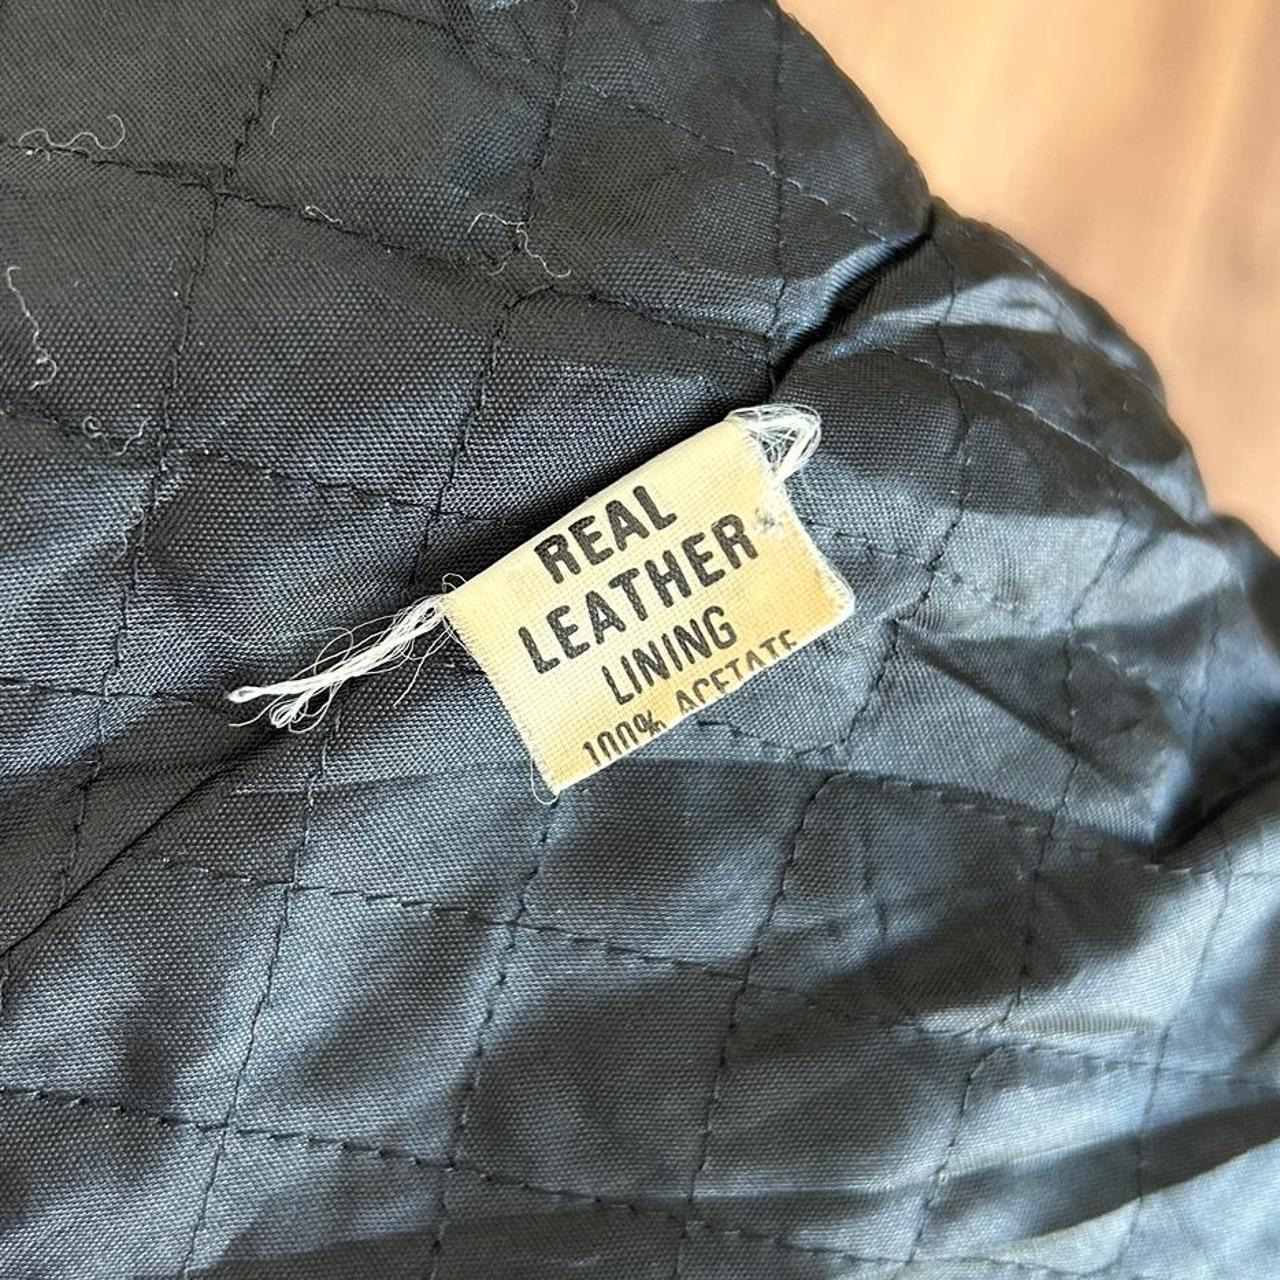 REAL
LEATHER
LINING
100% ACETATE